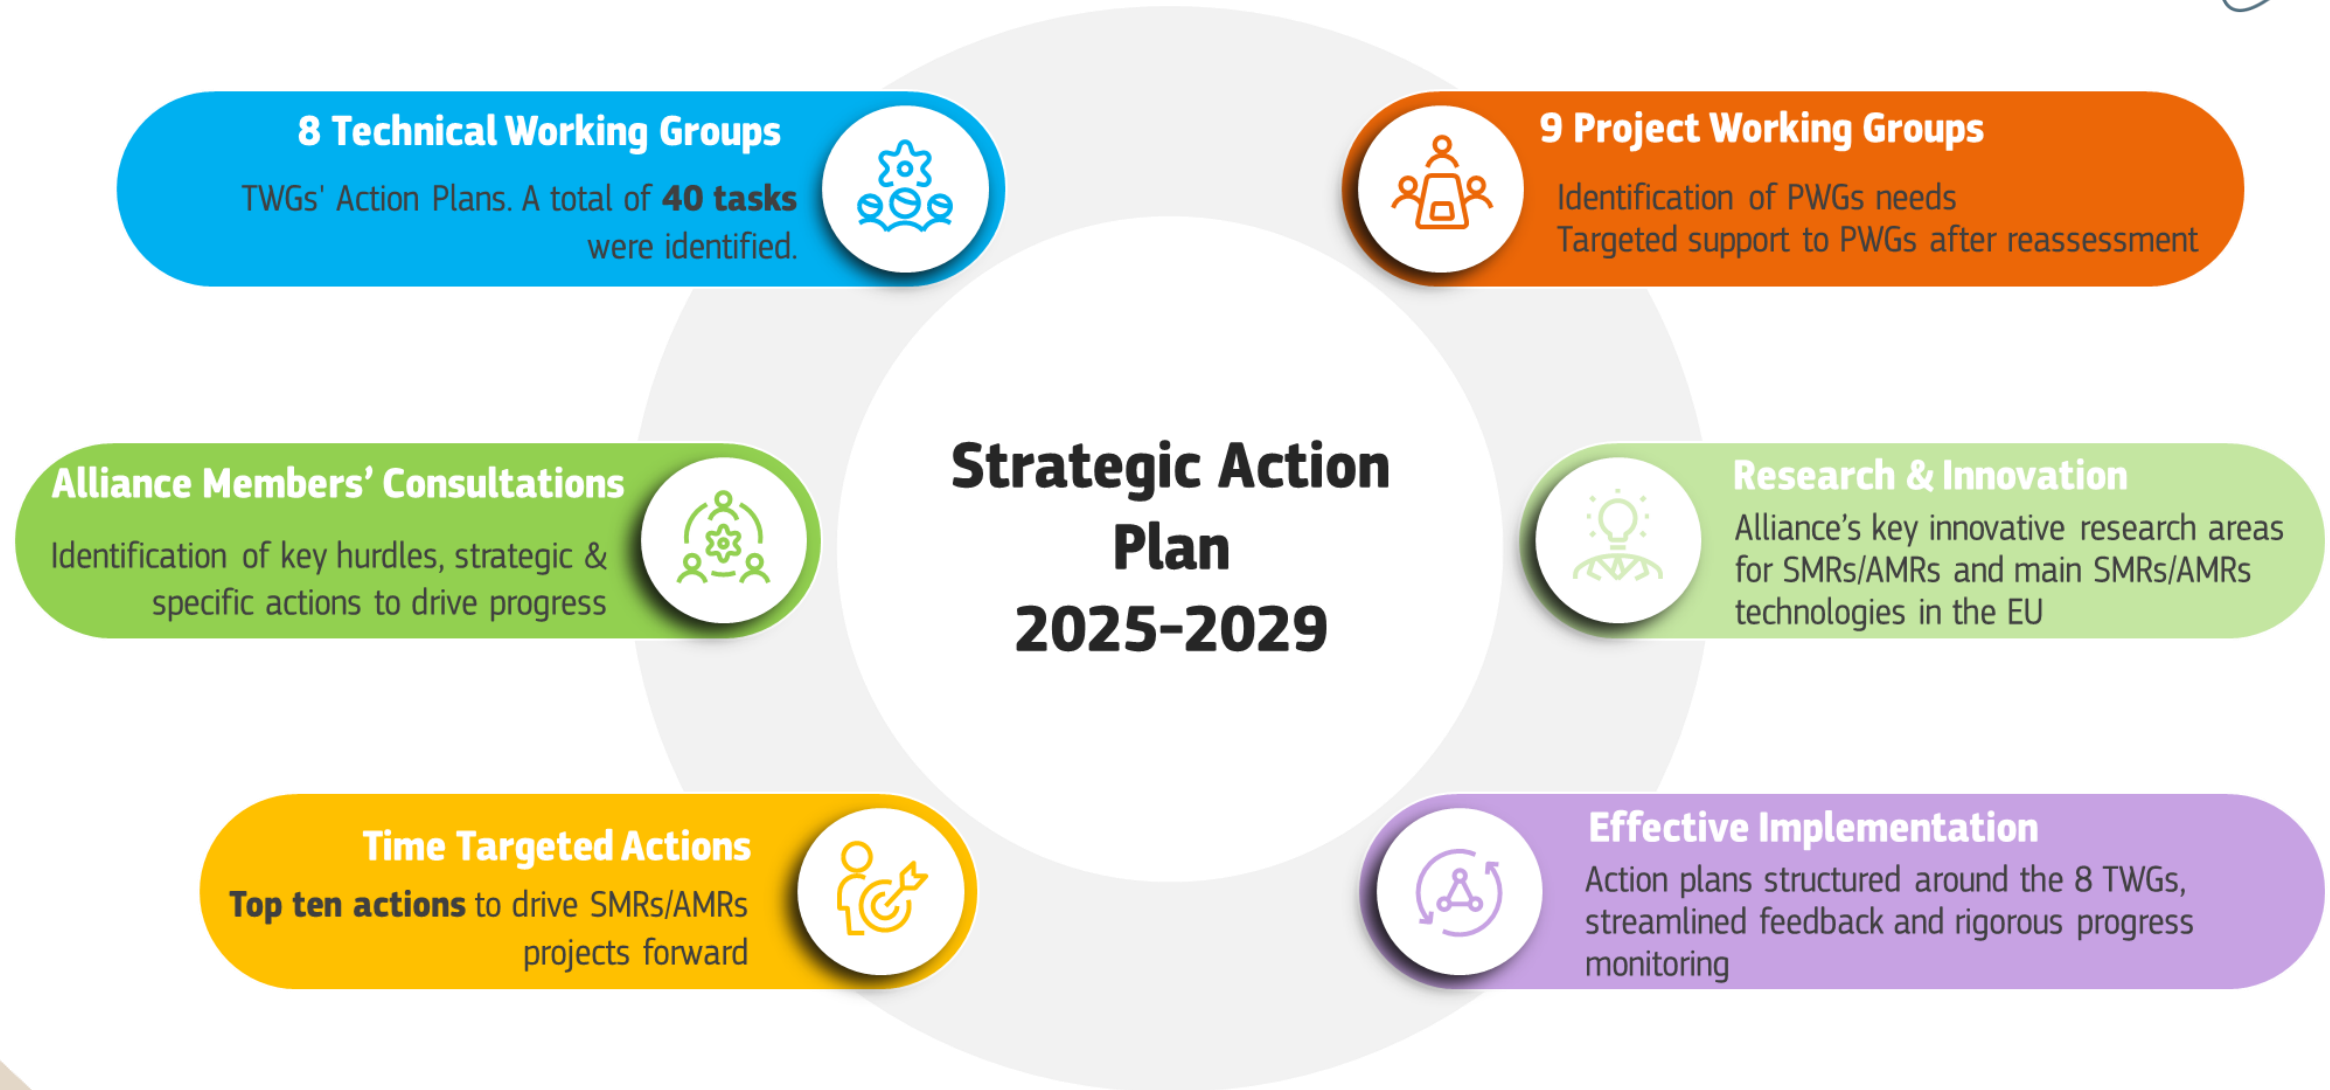 8 Technical Working Groups
TWGs' Action Plans. A total of 40 tasks
were identified.
9 Project Working Groups
Identification of PWGs needs
Targeted support to PWGs after reassessment
Alliance Members’ Consultations
Identification of key hurdles, strategic &
specific actions to drive progress
Strategic Action
Plan
2025-2029
Research & Innovation
Alliance’s key innovative research areas
for SMRs/AMRs and main SMRs/AMRs
technologies in the EU
Time Targeted Actions
Top ten actions to drive SMRs/AMRs
projects forward
Effective Implementation
Action plans structured around the 8 TWGs,
streamlined feedback and rigorous progress
monitoring